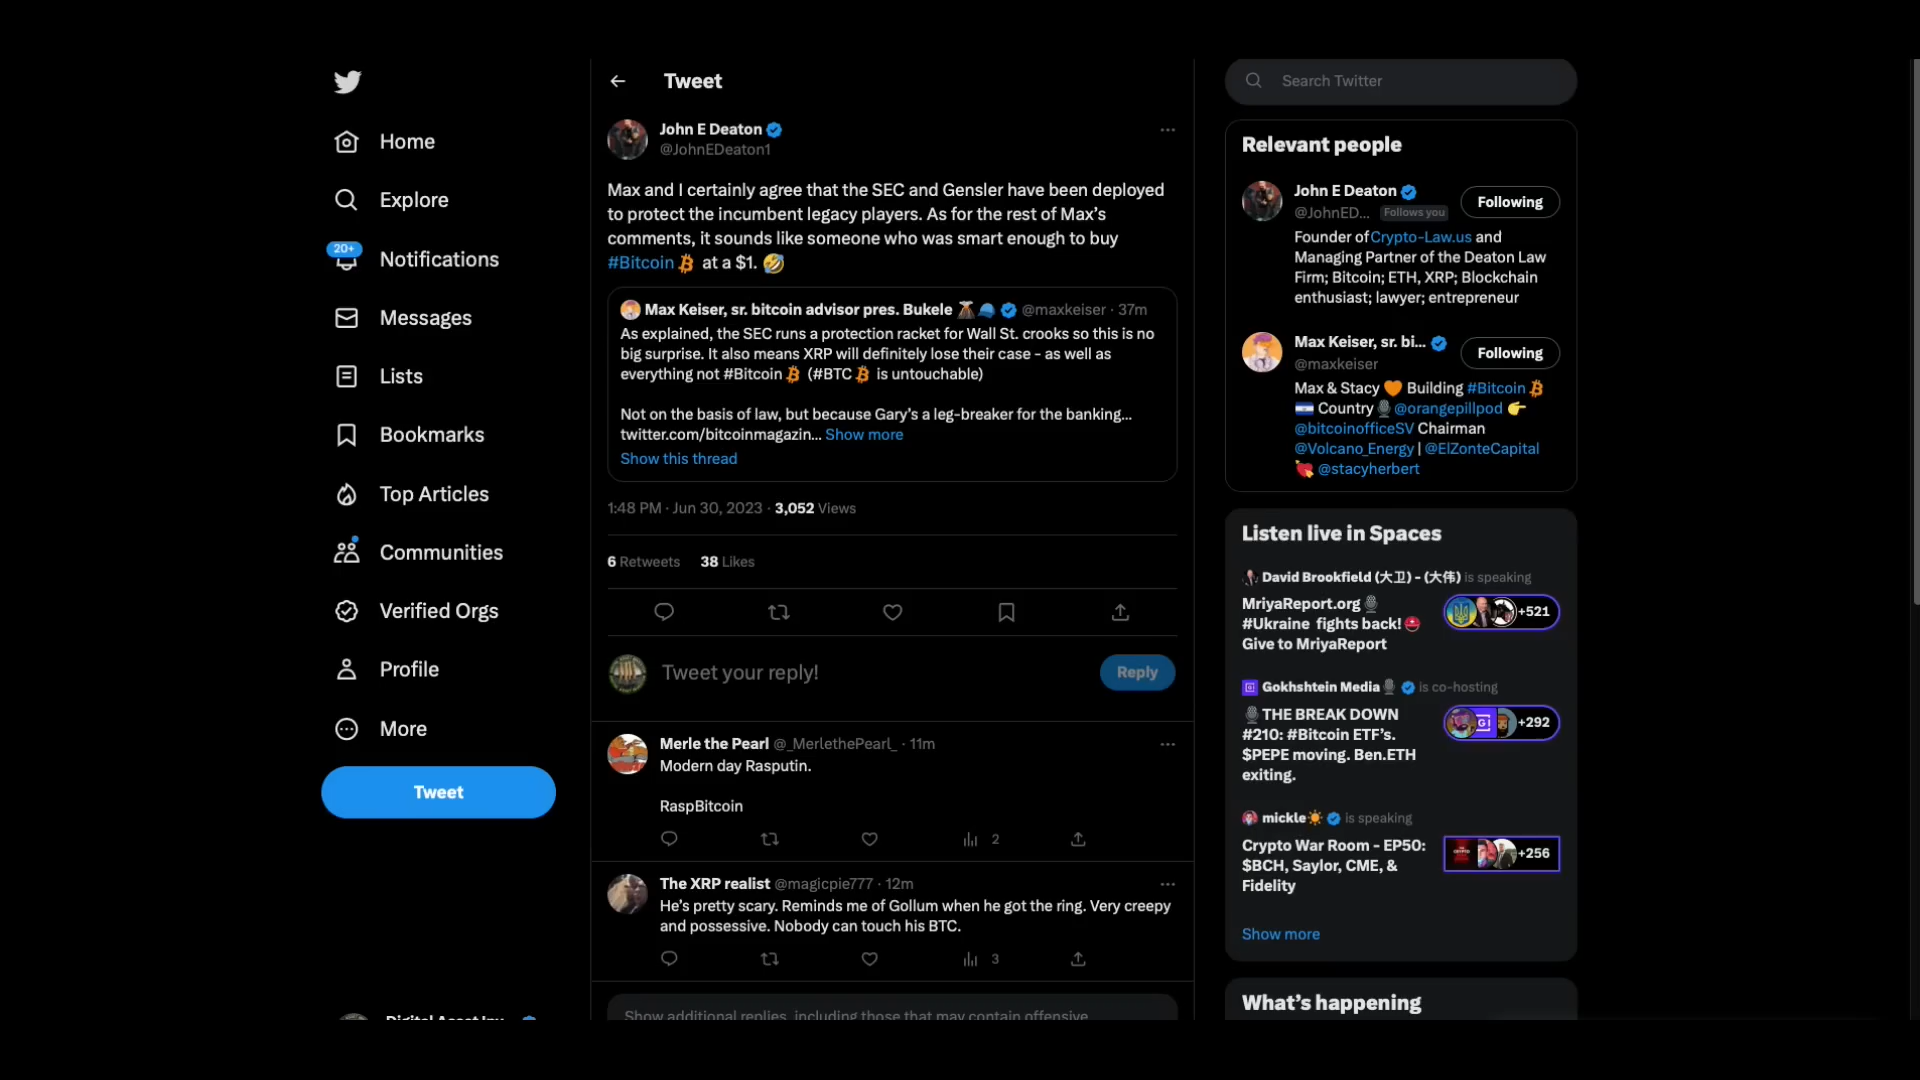 Home
Explore
20+
Notifications
Messages
Lists
Bookmarks
Top Articles
Communities
Verified Orgs
Profile
More
Tweet
Tweet
John E Deaton
@JohnEDeaton1
Max and I certainly agree that the SEC and Gensler have been deployed
to protect the incumbent legacy players. As for the rest of Max’s
comments, it sounds like someone who was smart enough to buy
#Bitcoin at a $1. 🤣
Max Keiser, sr. bitcoin advisor pres. Bukele 🌋🧢 @maxkeiser · 37m
As explained, the SEC runs a protection racket for Wall St. crooks so this is no
big surprise. It also means XRP will definitely lose their case - as well as
everything not #Bitcoin (#BTC is untouchable)
Not on the basis of law, but because Gary’s a leg-breaker for the banking…
twitter.com/bitcoinmagazin… Show more
Show this thread
1:48 PM · Jun 30, 2023 · 3,052 Views
6 Retweets 38 Likes
Tweet your reply!
Reply
Merle the Pearl @_MerlethePearl_ · 11m
Modern day Rasputin.
RaspBitcoin
2
The XRP realist @magicpie777 · 12m
He’s pretty scary. Reminds me of Gollum when he got the ring. Very creepy
and possessive. Nobody can touch his BTC.
3
Show additional replies, including those that may contain offensive
Search Twitter
Relevant people
John E Deaton
@JohnED... Follows you
Following
Founder of Crypto-Law.us and
Managing Partner of the Deaton Law
Firm; Bitcoin; ETH, XRP; Blockchain
enthusiast; lawyer; entrepreneur
Max Keiser, sr. bi...
@maxkeiser
Following
Max & Stacy 🧡 Building #Bitcoin
🇸🇻 Country🎙@orangepillpod 👉
@bitcoinofficeSV Chairman
@Volcano_Energy | @ElZonteCapital
💘 @stacyherbert
Listen live in Spaces
David Brookfield (大卫) - (大伟) is speaking
MriyaReport.org🎙
#Ukraine fights back!⛑
Give to MriyaReport
+521
Gokhshtein Media🎙 is co-hosting
🎙THE BREAK DOWN
#210: #Bitcoin ETF’s.
$PEPE moving. Ben.ETH
exiting.
+292
mickle☀ is speaking
Crypto War Room - EP50:
$BCH, Saylor, CME, &
Fidelity
+256
Show more
What’s happening